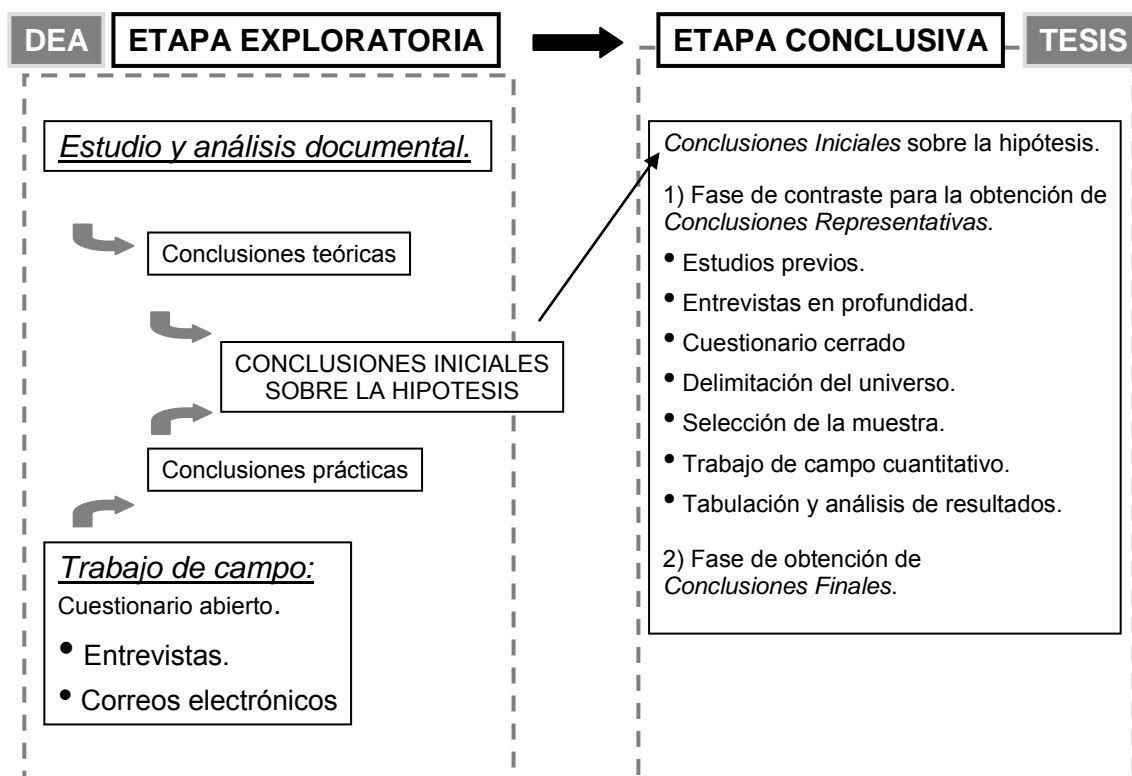 DEA
ETAPA EXPLORATORIA
ETAPA CONCLUSIVA
TESIS
Estudio y análisis documental.
Conclusiones teóricas
CONCLUSIONES INICIALES
SOBRE LA HIPOTESIS
Conclusiones prácticas
Trabajo de campo:
Cuestionario abierto.
• Entrevistas.
• Correos electrónicos
Conclusiones Iniciales sobre la hipótesis.
1) Fase de contraste para la obtención de
Conclusiones Representativas.
• Estudios previos.
• Entrevistas en profundidad.
• Cuestionario cerrado
• Delimitación del universo.
• Selección de la muestra.
• Trabajo de campo cuantitativo.
• Tabulación y análisis de resultados.
2) Fase de obtención de
Conclusiones Finales.